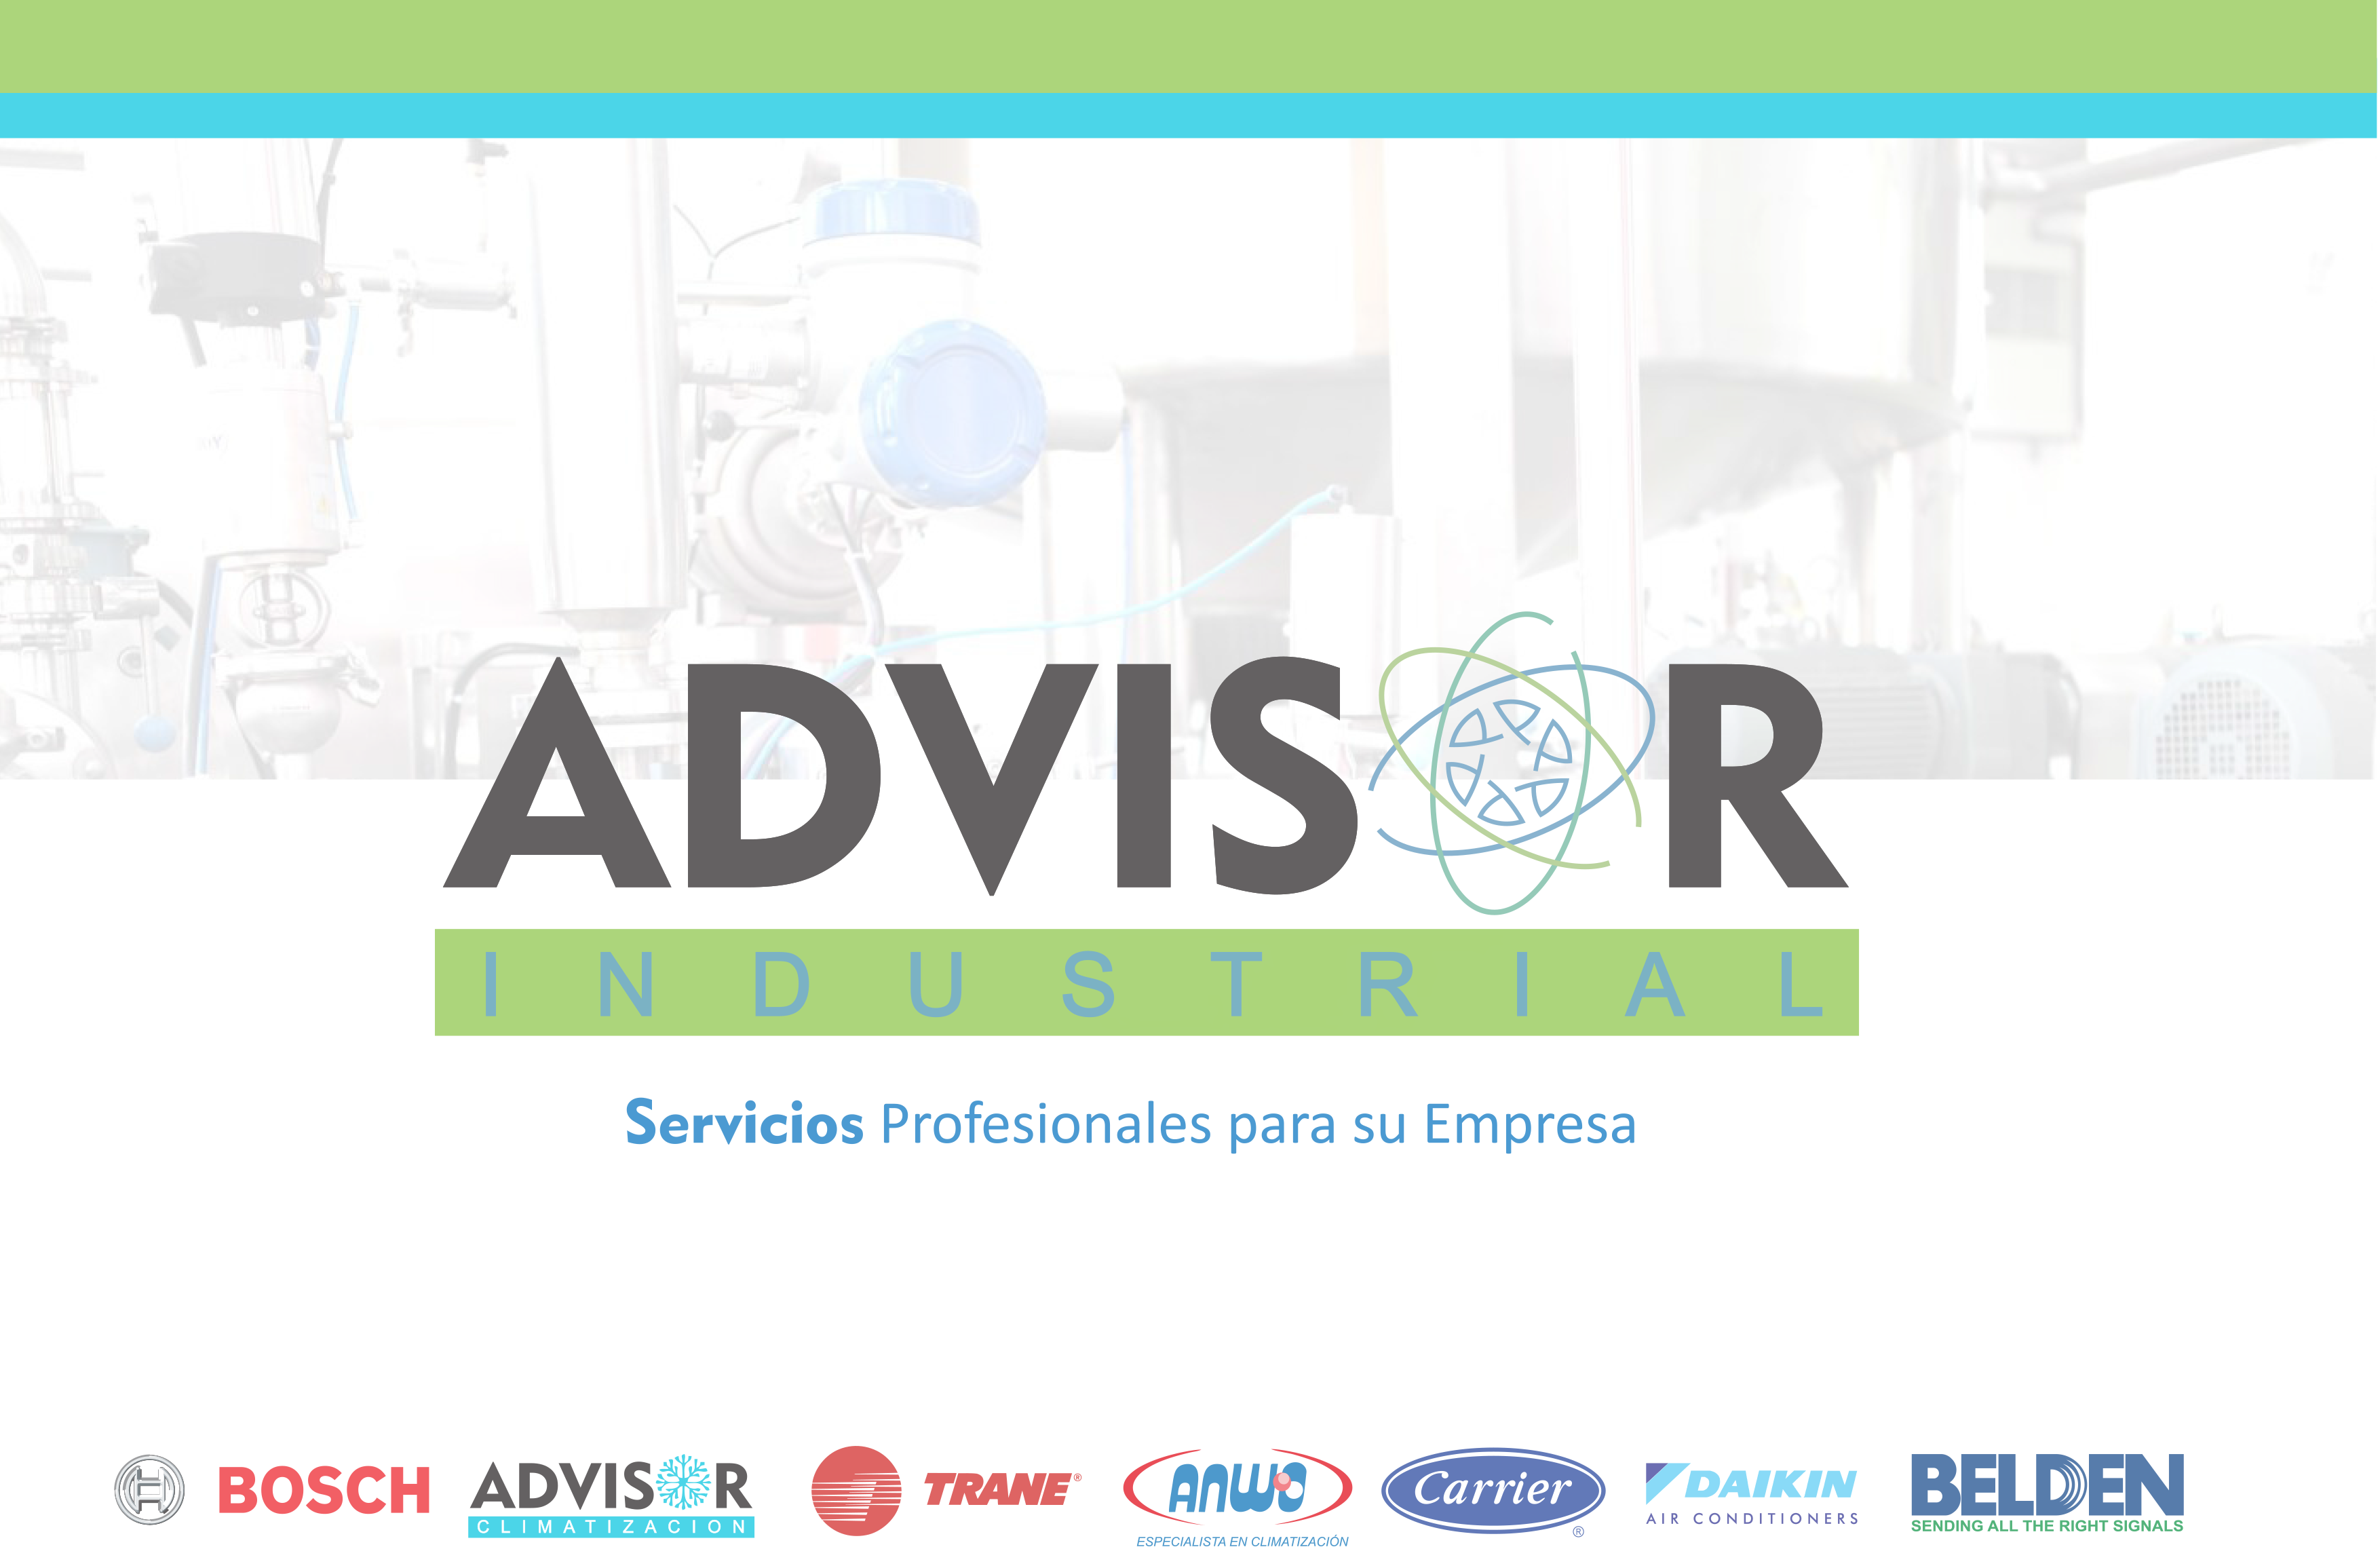 ADVISOR
INDUSTRIAL
Servicios Profesionales para su Empresa
BOSCH
ADVISOR
CLIMATIZACION
TRANE®
ANWO
ESPECIALISTA EN CLIMATIZACIÓN
Carrier
®
DAIKIN
AIR CONDITIONERS
BELDEN
SENDING ALL THE RIGHT SIGNALS